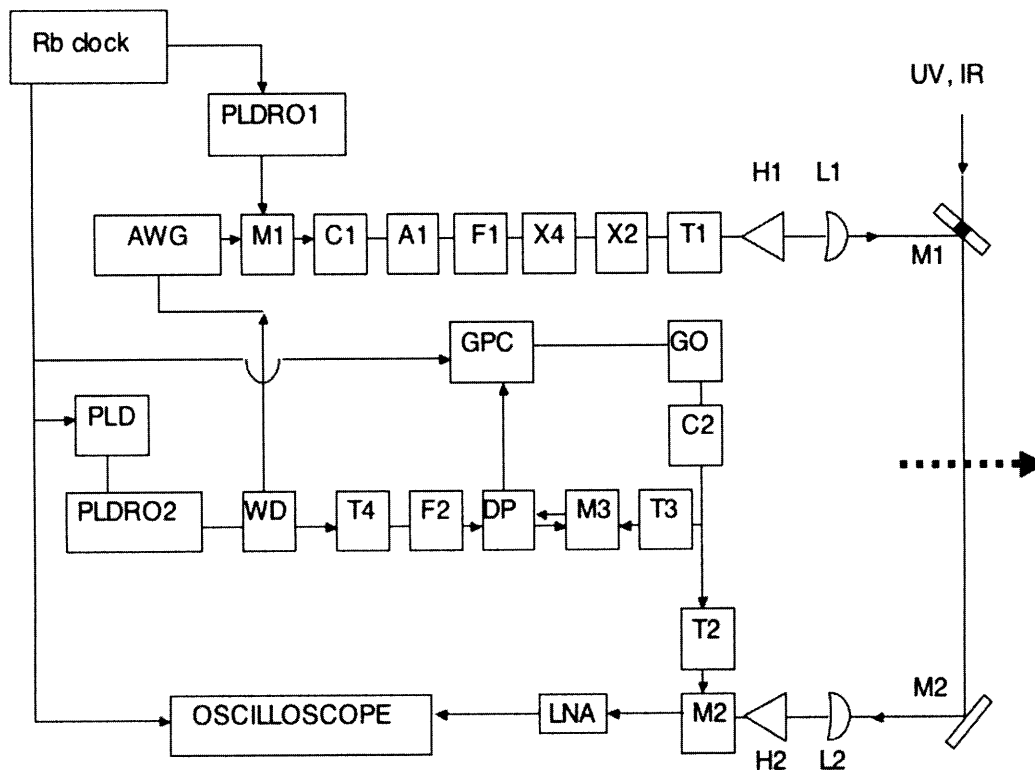 Rb clock
UV, IR
PLDRO1
H1 L1
AWG M1 C1 A1 F1 X4 X2 T1
M1
GPC GO
PLD C2
PLDRO2 WD T4 F2 DP M3 T3
T2
M2
OSCILLOSCOPE LNA M2
H2 L2